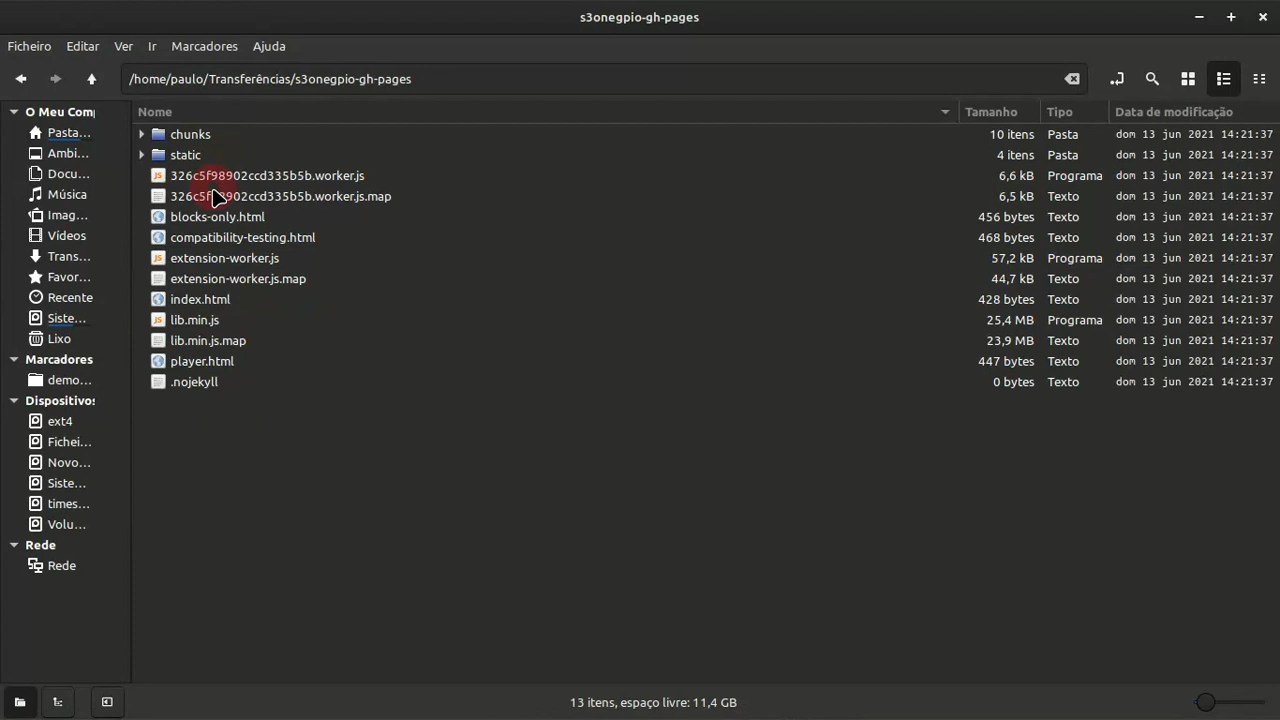 s3onegpio-gh-pages
Ficheiro Editar Ver Ir Marcadores Ajuda
/home/paulo/Transferências/s3onegpio-gh-pages
O Meu Comp
Pasta...
Ambi...
Docu...
Música
Imag...
Vídeos
Trans...
Favor...
Recente
Siste...
Lixo
Marcadores
demo...
Dispositivos
ext4
Fichei...
Novo...
Siste...
times...
Volu...
Rede
Rede
Nome Tamanho Tipo Data de modificação
chunks 10 itens Pasta dom 13 jun 2021 14:21:37
static 4 itens Pasta dom 13 jun 2021 14:21:37
326c5f98902ccd335b5b.worker.js 6,6 kB Programa dom 13 jun 2021 14:21:37
326c5f98902ccd335b5b.worker.js.map 6,5 kB Texto dom 13 jun 2021 14:21:37
blocks-only.html 456 bytes Texto dom 13 jun 2021 14:21:37
compatibility-testing.html 468 bytes Texto dom 13 jun 2021 14:21:37
extension-worker.js 57,2 kB Programa dom 13 jun 2021 14:21:37
extension-worker.js.map 44,7 kB Texto dom 13 jun 2021 14:21:37
index.html 428 bytes Texto dom 13 jun 2021 14:21:37
lib.min.js 25,4 MB Programa dom 13 jun 2021 14:21:37
lib.min.js.map 23,9 MB Texto dom 13 jun 2021 14:21:37
player.html 447 bytes Texto dom 13 jun 2021 14:21:37
.nojekyll 0 bytes Texto dom 13 jun 2021 14:21:37
13 itens, espaço livre: 11,4 GB